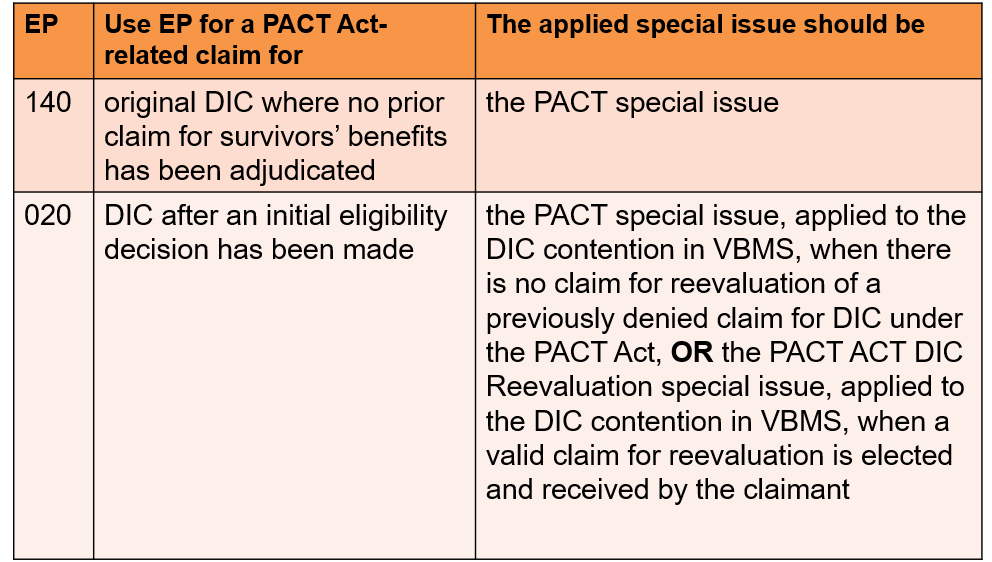 EP
Use EP for a PACT Act-
related claim for
The applied special issue should be
140
original DIC where no prior
claim for survivors’ benefits
has been adjudicated
the PACT special issue
020
DIC after an initial eligibility
decision has been made
the PACT special issue, applied to the
DIC contention in VBMS, when there
is no claim for reevaluation of a
previously denied claim for DIC under
the PACT Act, OR the PACT ACT DIC
Reevaluation special issue, applied to
the DIC contention in VBMS, when a
valid claim for reevaluation is elected
and received by the claimant